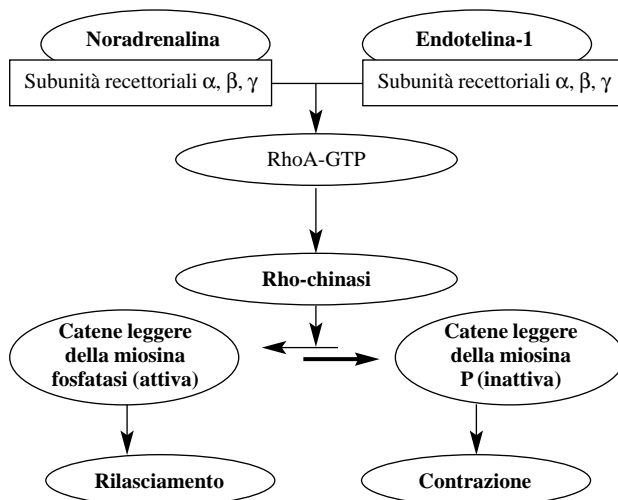 Noradrenalina
Endotelina-1
Subunità recettoriali α, β, γ
Subunità recettoriali α, β, γ
RhoA-GTP
Rho-chinasi
Catene leggere
della miosina
fosfatasi (attiva)
Catene leggere
della miosina
P (inattiva)
Rilasciamento
Contrazione